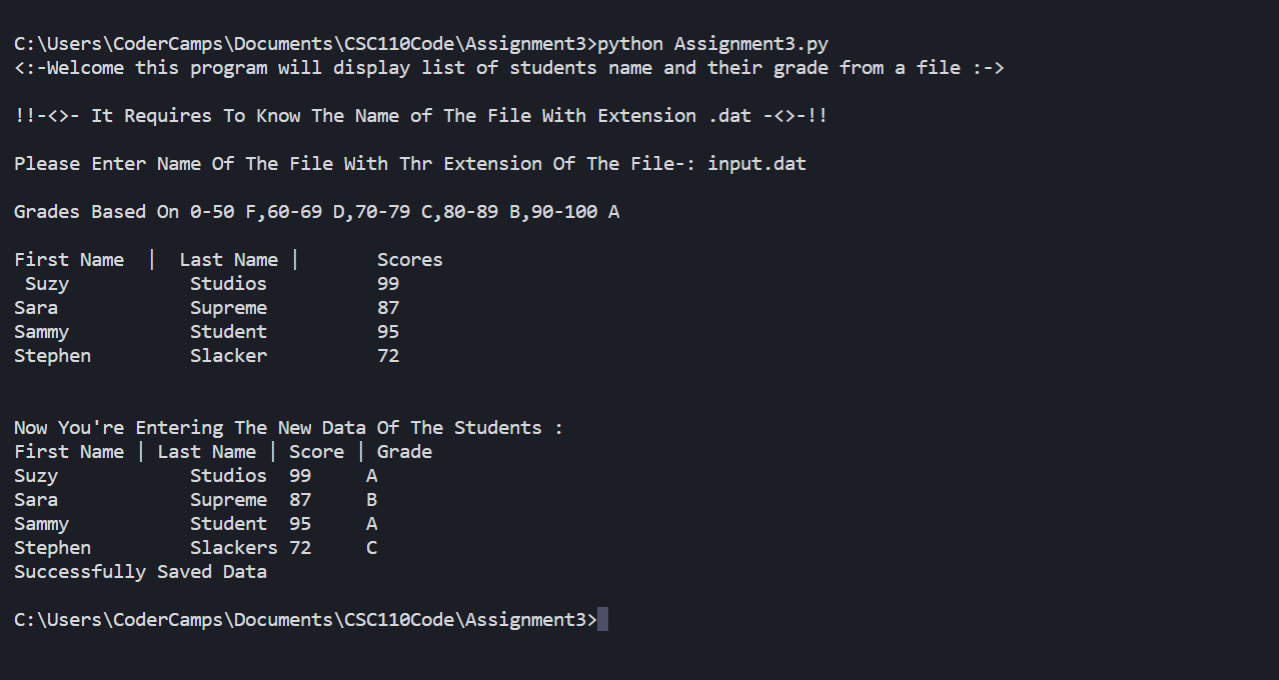 C:\Users\CoderCamps\Documents\CSC110Code\Assignment3>python Assignment3.py
<:-Welcome this program will display list of students name and their grade from a file :->
!!-<>- It Requires To Know The Name of The File With Extension .dat -<>-!!
Please Enter Name Of The File With Thr Extension Of The File-: input.dat
Grades Based On 0-50 F,60-69 D,70-79 C,80-89 B,90-100 A
First Name  |  Last Name |       Scores
 Suzy           Studios          99
Sara            Supreme          87
Sammy           Student          95
Stephen         Slacker          72
Now You're Entering The New Data Of The Students :
First Name | Last Name | Score | Grade
Suzy            Studios  99     A
Sara            Supreme  87     B
Sammy           Student  95     A
Stephen         Slackers 72     C
Successfully Saved Data
C:\Users\CoderCamps\Documents\CSC110Code\Assignment3>